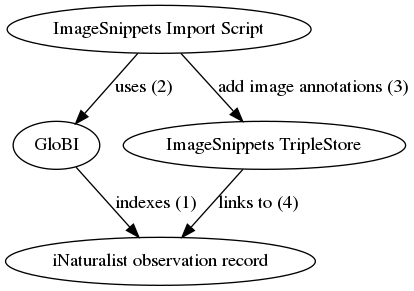 ImageSnippets Import Script
uses (2)
add image annotations (3)
GloBI
ImageSnippets TripleStore
indexes (1)
links to (4)
iNaturalist observation record